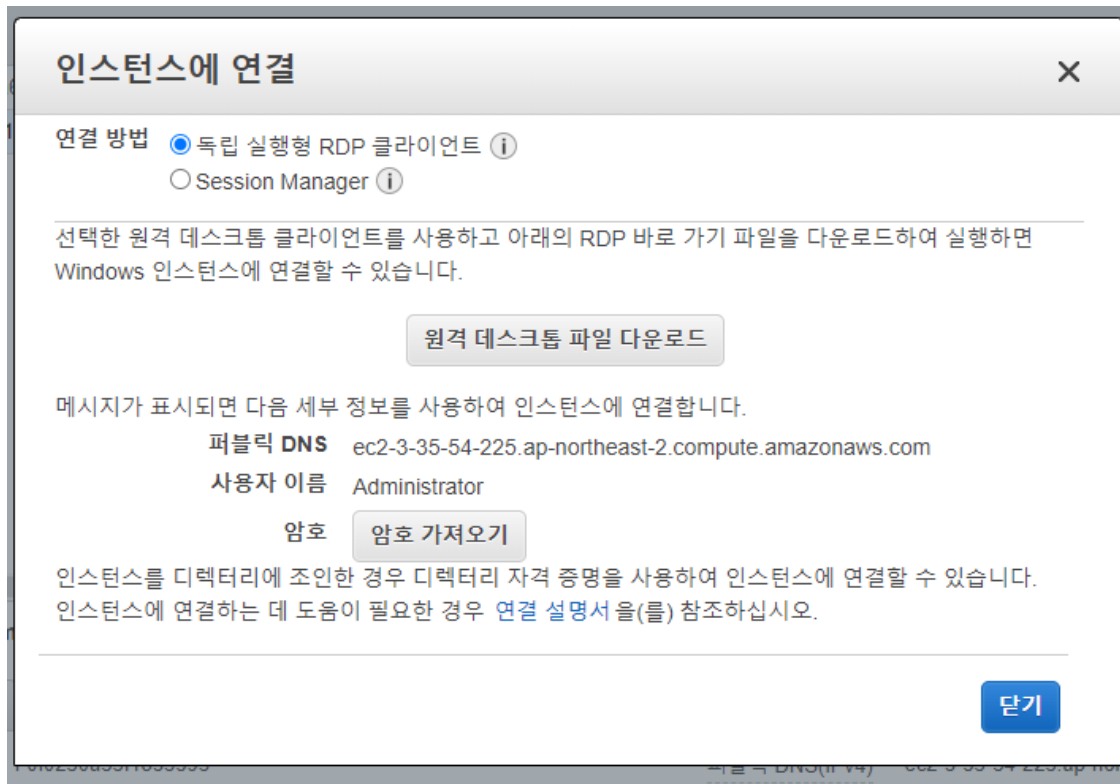 인스턴스에 연결
연결 방법 독립 실행형 RDP 클라이언트
Session Manager
선택한 원격 데스크톱 클라이언트를 사용하고 아래의 RDP 바로 가기 파일을 다운로드하여 실행하면
Windows 인스턴스에 연결할 수 있습니다.
원격 데스크톱 파일 다운로드
메시지가 표시되면 다음 세부 정보를 사용하여 인스턴스에 연결합니다.
퍼블릭 DNS ec2-3-35-54-225.ap-northeast-2.compute.amazonaws.com
사용자 이름 Administrator
암호 암호 가져오기
인스턴스를 디렉터리에 조인한 경우 디렉터리 자격 증명을 사용하여 인스턴스에 연결할 수 있습니다.
인스턴스에 연결하는 데 도움이 필요한 경우 연결 설명서 을(를) 참조하십시오.
닫기